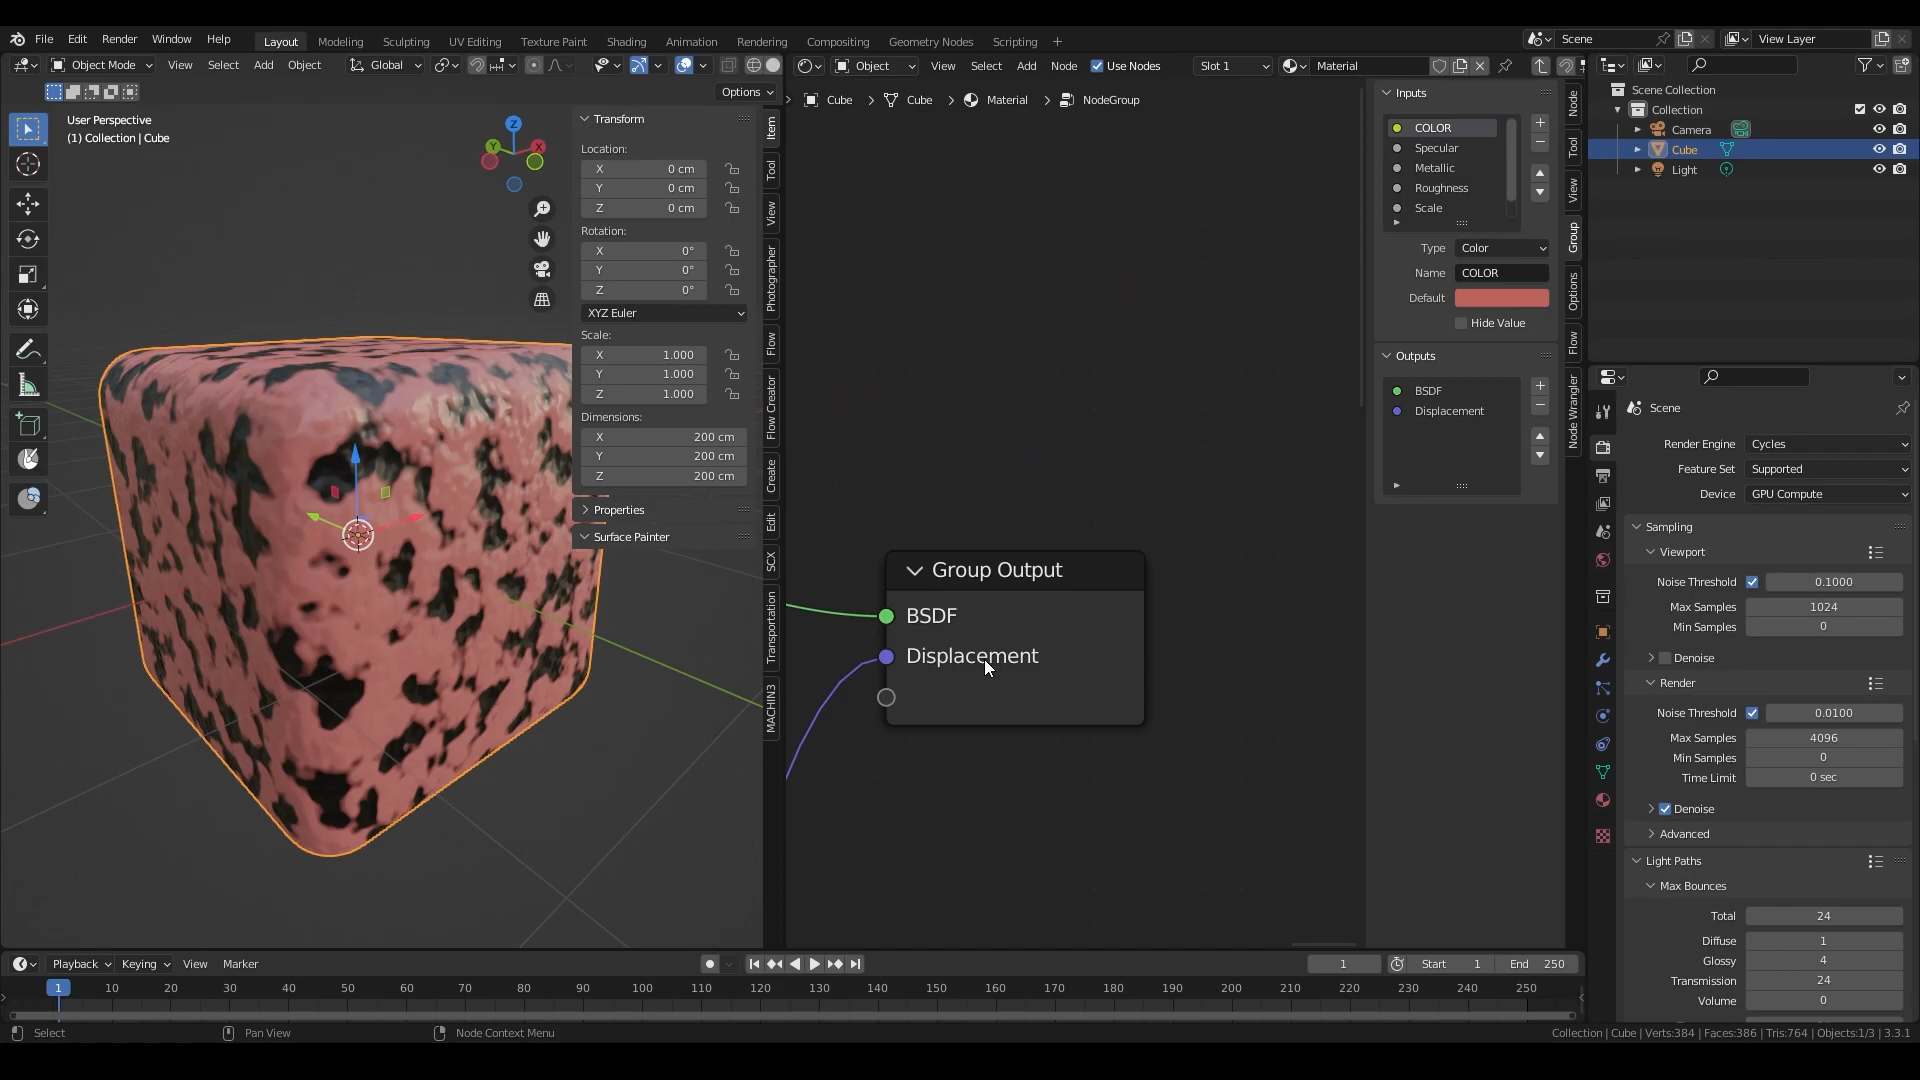 File Edit Render Window Help Layout Modeling Sculpting UV Editing Texture Paint Shading Animation Rendering Compositing Geometry Nodes Scripting + Scene View Layer
Object Mode View Select Add Object Global Object View Select Add Node Use Nodes Slot 1 Material
Options
Cube Cube Material NodeGroup
User Perspective
(1) Collection | Cube
Z
Y
X
Transform
Location:
X 0 cm
Y 0 cm
Z 0 cm
Rotation:
X 0°
Y 0°
Z 0°
XYZ Euler
Scale:
X 1.000
Y 1.000
Z 1.000
Dimensions:
X 200 cm
Y 200 cm
Z 200 cm
Properties
Surface Painter
Item
Tool
View
Photographer
Flow
Flow Creator
Create
Edit
SCX
Transportation
MACHIN3
Group Output
BSDF
Displacement
Inputs
COLOR
Specular
Metallic
Roughness
Scale
Type Color
Name COLOR
Default
Hide Value
Outputs
BSDF
Displacement
Node
Tool
View
Group
Options
Flow
Node Wrangler
Scene Collection
Collection
Camera
Cube
Light
Scene
Render Engine Cycles
Feature Set Supported
Device GPU Compute
Sampling
Viewport
Noise Threshold 0.1000
Max Samples 1024
Min Samples 0
Denoise
Render
Noise Threshold 0.0100
Max Samples 4096
Min Samples 0
Time Limit 0 sec
Denoise
Advanced
Light Paths
Max Bounces
Total 24
Diffuse 1
Glossy 4
Transmission 24
Volume 0
Playback Keying View Marker 1 Start 1 End 250
1 10 20 30 40 50 60 70 80 90 100 110 120 130 140 150 160 170 180 190 200 210 220 230 240 250
Select Pan View Node Context Menu Collection | Cube | Verts:384 | Faces:386 | Tris:764 | Objects:1/3 | 3.3.1